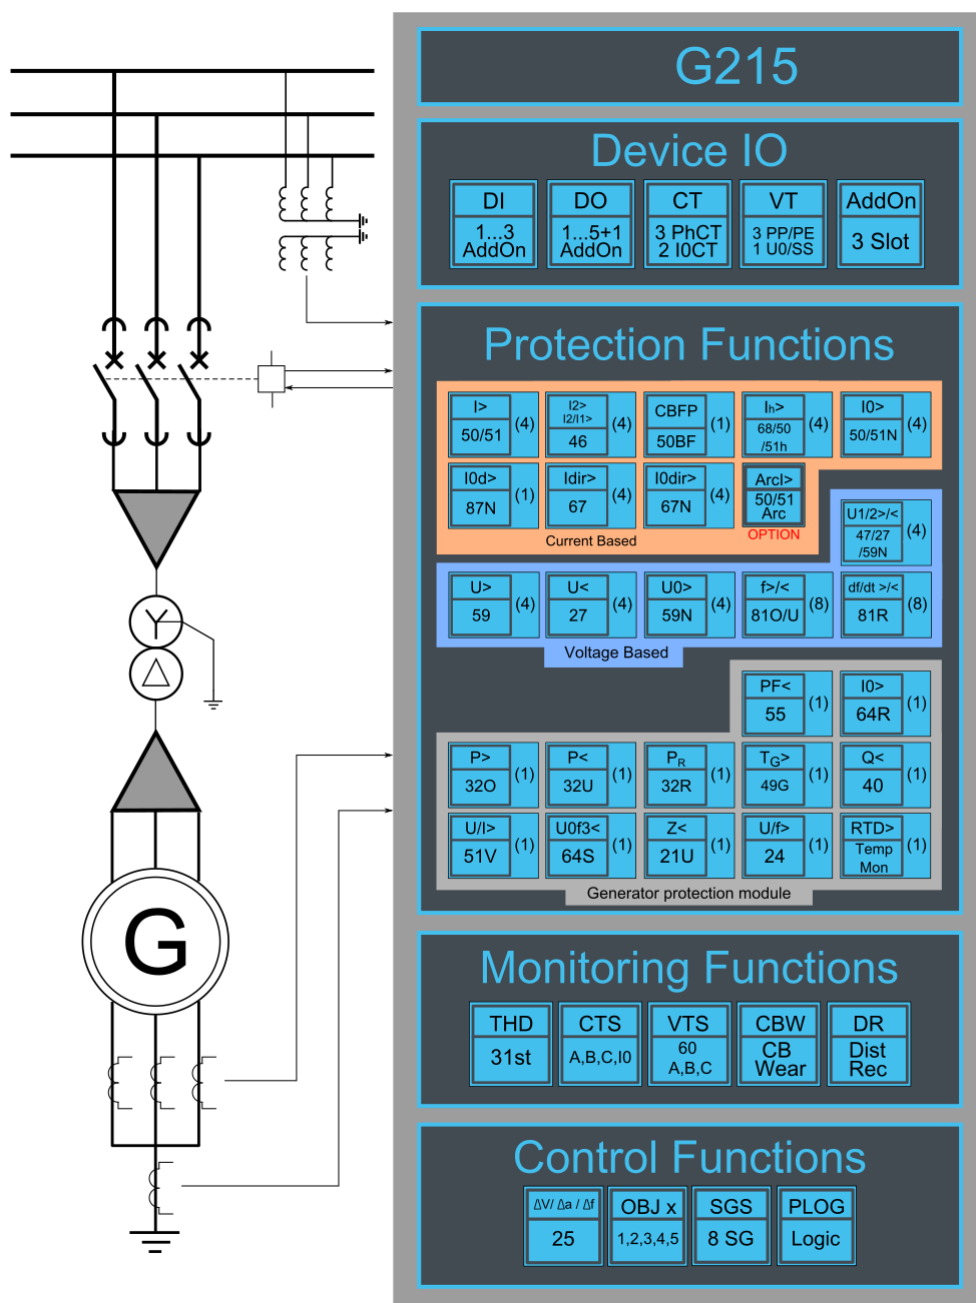 G215
Device IO
DI
1...3
AddOn
DO
1...5+1
AddOn
CT
3 PhCT
2 I0CT
VT
3 PP/PE
1 U0/SS
AddOn
3 Slot
Protection Functions
I>
50/51
(4)
I2>
I2/I1>
46
(4)
CBFP
50BF
(1)
Ih>
68/50
/51h
(4)
I0>
50/51N
(4)
I0d>
87N
(1)
Idir>
67
(4)
I0dir>
67N
(4)
ArcI>
50/51
Arc
OPTION
Current Based
U1/2>/<
47/27
/59N
(4)
U>
59
(4)
U<
27
(4)
U0>
59N
(4)
f>/<
81O/U
(8)
df/dt >/<
81R
(8)
Voltage Based
PF<
55
(1)
I0>
64R
(1)
P>
32O
(1)
P<
32U
(1)
PR
32R
(1)
TG>
49G
(1)
Q<
40
(1)
U/I>
51V
(1)
U0f3<
64S
(1)
Z<
21U
(1)
U/f>
24
(1)
RTD>
Temp
Mon
(1)
Generator protection module
G
Monitoring Functions
THD
31st
CTS
A,B,C,I0
VTS
60
A,B,C
CBW
CB
Wear
DR
Dist
Rec
Control Functions
ΔV/ Δa / Δf
25
OBJ x
1,2,3,4,5
SGS
8 SG
PLOG
Logic